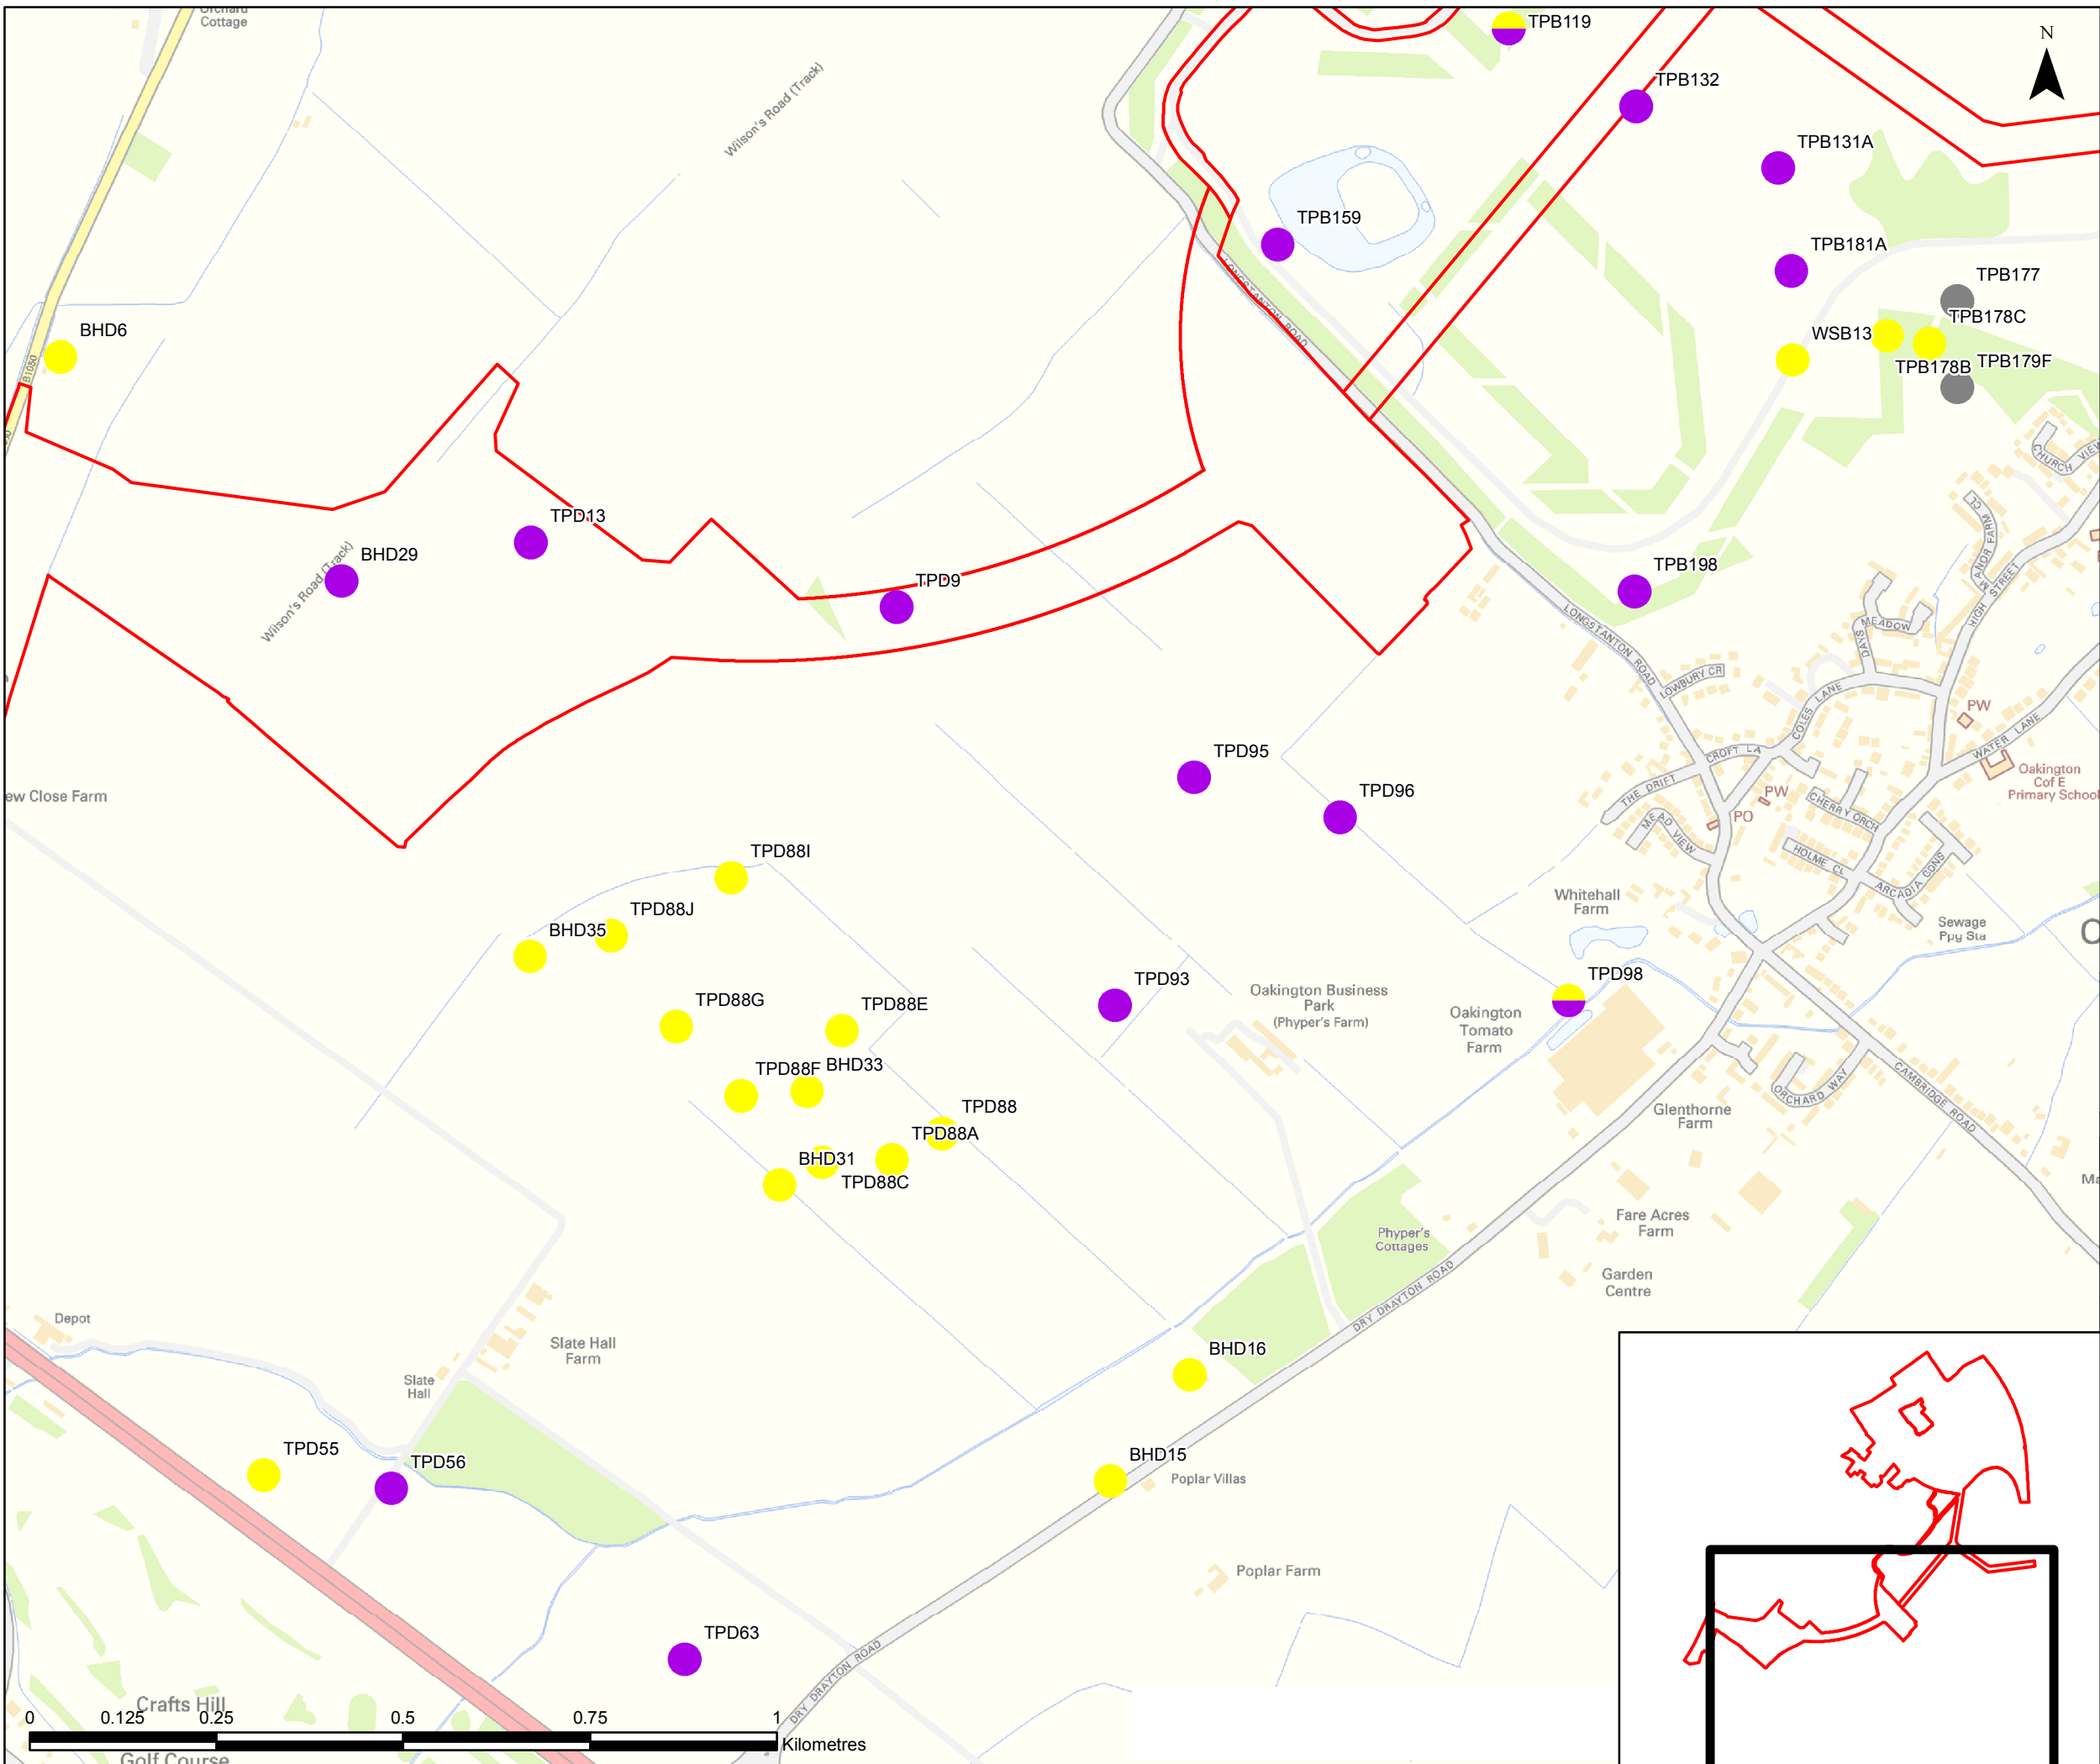 Orchard
Cottage
TPB119
N
TPB132
Wilson's Road (Track)
TPB131A
TPB159
TPB181A
TPB177
LONGSTANTON ROAD
TPB178C
BHD6
WSB13
B1050
TPB178B
TPB179F
CHURCH VIEW
TPD13
BHD29
Wilson's Road (Track)
TPD9
TPB198
MANOR FARM CL
HIGH STREET
LONGSTANTON ROAD
MEADOW
DAYS
LOWBURY CR
COLES LANE
PW
WATER LANE
TPD95
CROFT LA
Oakington
Cof E
Primary School
THE DRIFT
PW
ew Close Farm
TPD96
CHERRY ORCH
PO
MEAD VIEW
TPD88I
HOLME CL
ARCADIA GDNS
Whitehall
Farm
TPD88J
BHD35
Sewage
Ppg Sta
O
TPD93
TPD98
Oakington Business
Park
(Phyper's Farm)
TPD88G
TPD88E
Oakington
Tomato
Farm
TPD88F
BHD33
ORCHARD WAY
CAMBRIDGE ROAD
TPD88
Glenthorne
Farm
TPD88A
BHD31
TPD88C
Ma
Fare Acres
Farm
Phyper's
Cottages
Garden
Centre
DRY DRAYTON ROAD
Depot
Slate Hall
Farm
BHD16
Slate
Hall
TPD55
TPD56
BHD15
Poplar Villas
Poplar Farm
TPD63
DRY DRAYTON ROAD
Crafts Hill
Golf Course
0 0.125 0.25 0.5 0.75 1
Kilometres